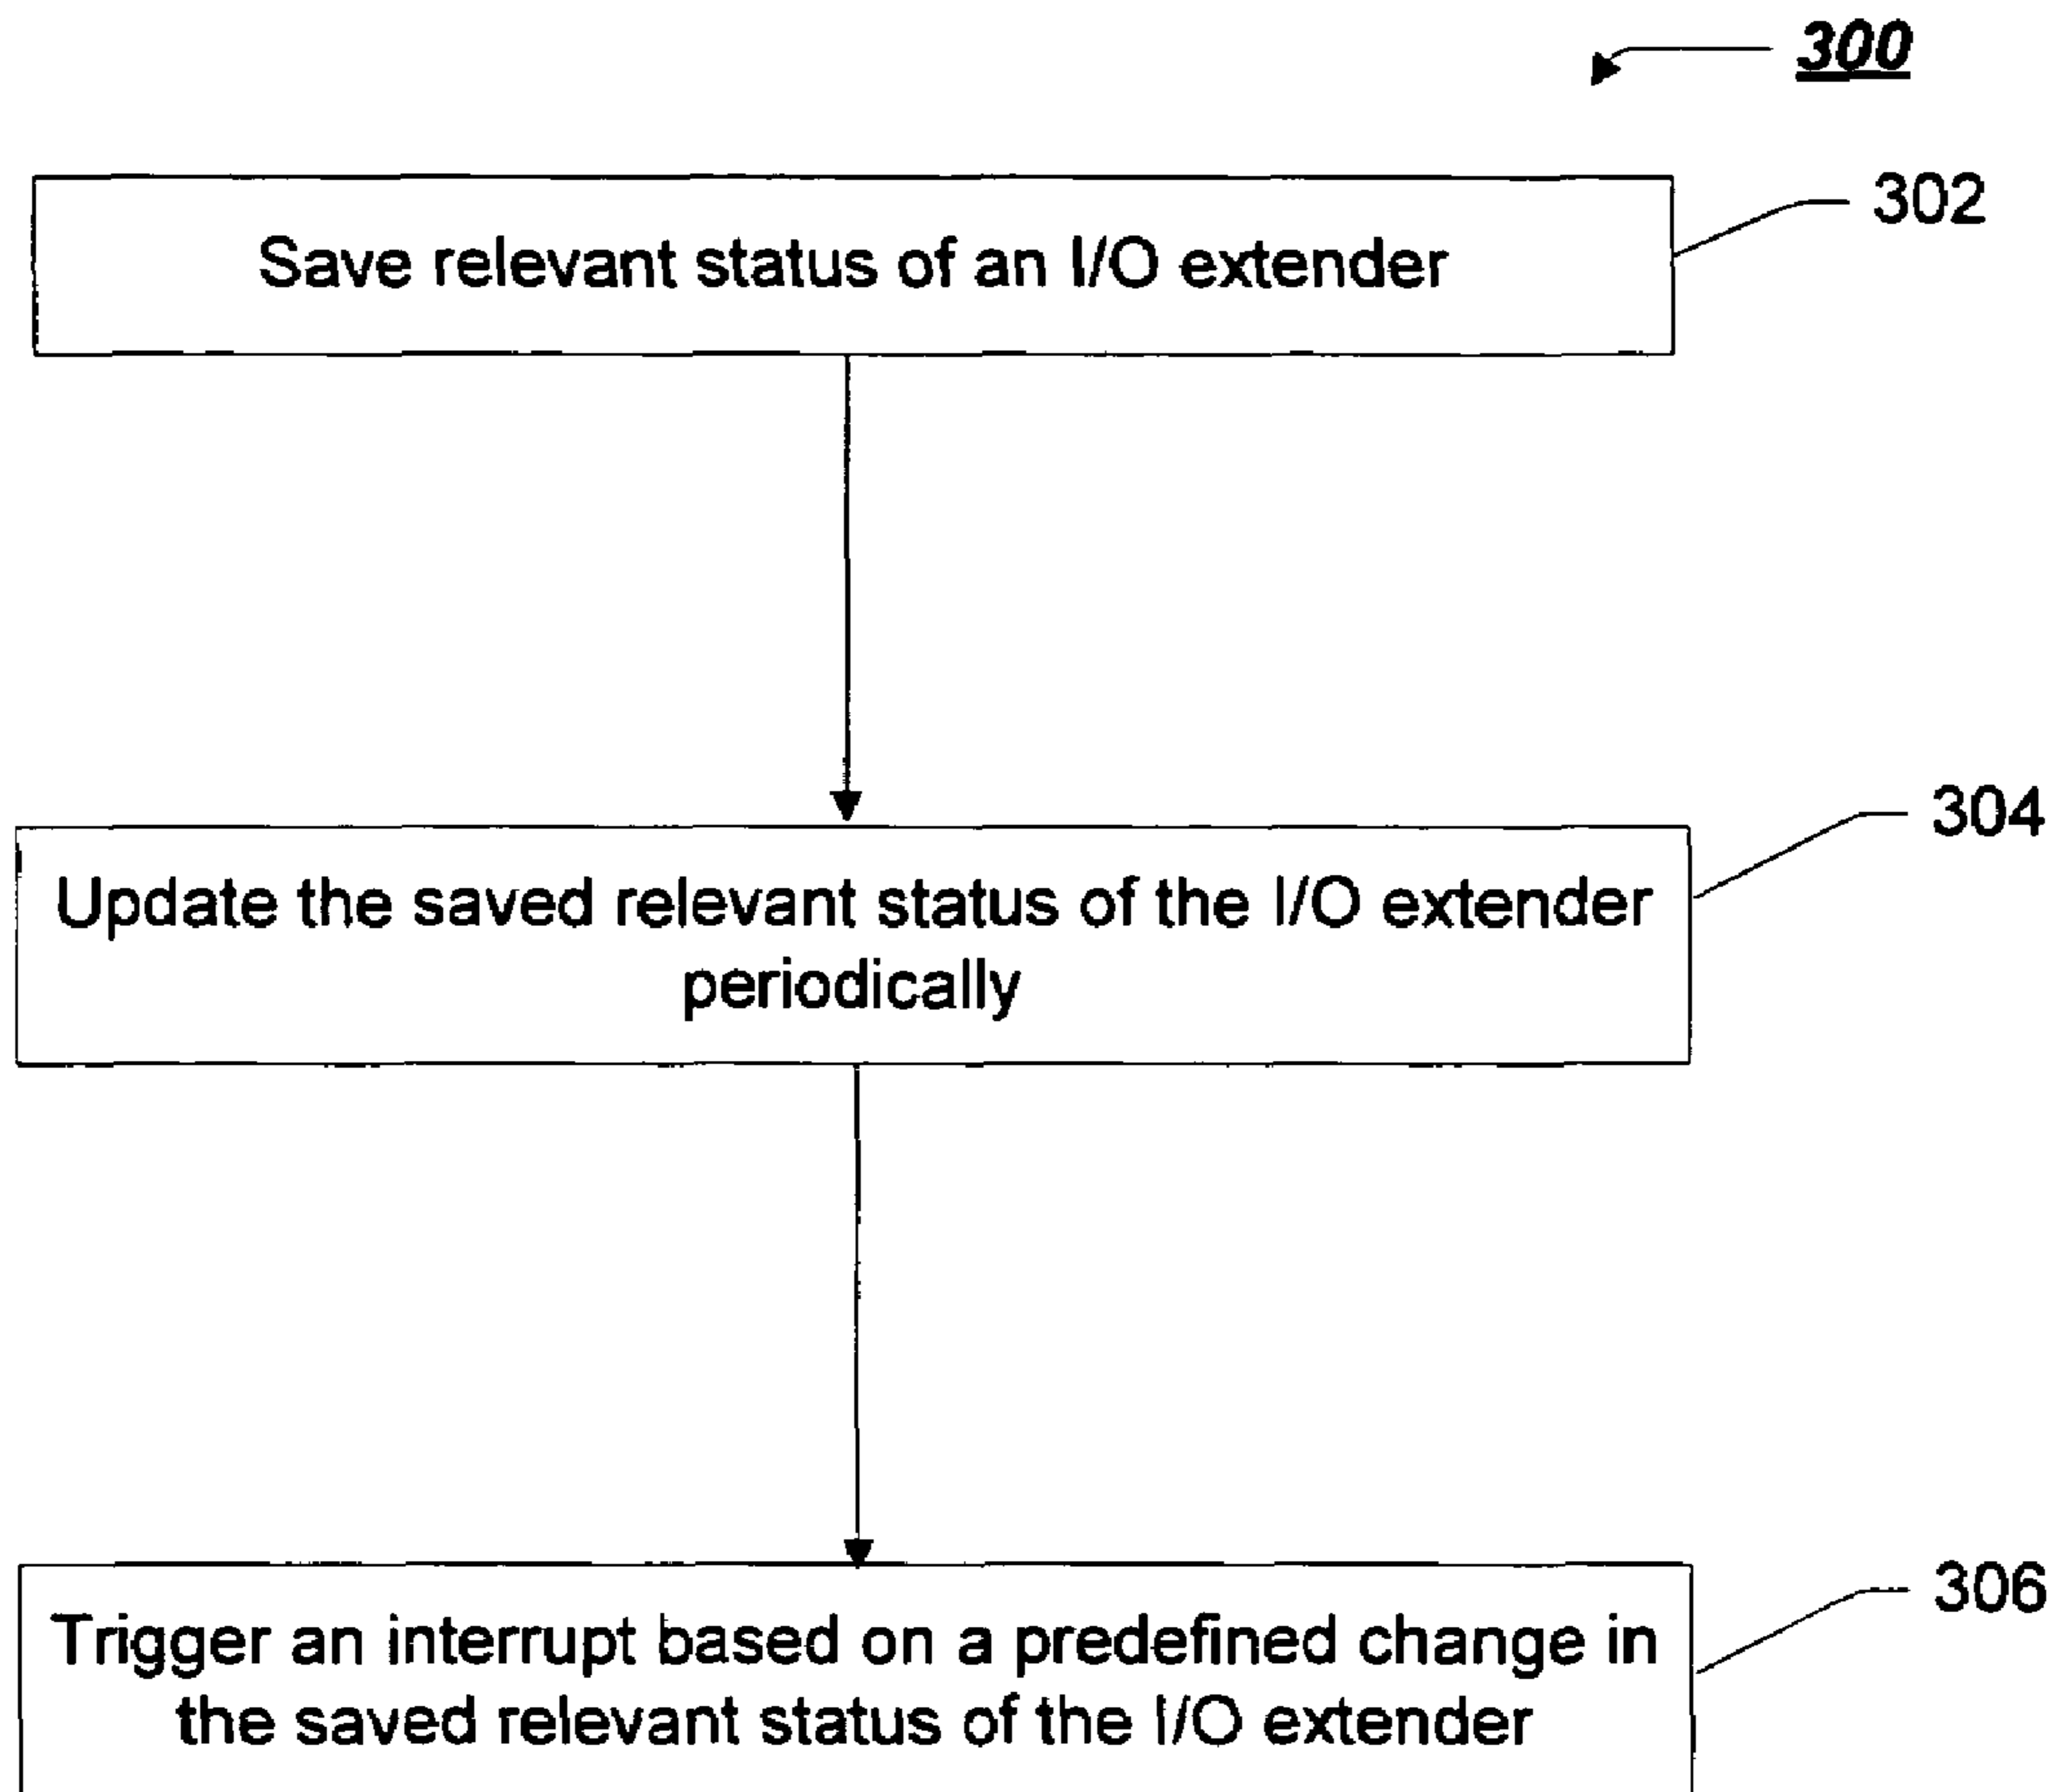 300
302
Save relevant status of an I/O extender
304
Update the saved relevant status of the I/O extender
periodically
306
Trigger an interrupt based on a predefined change in
the saved relevant status of the I/O extender